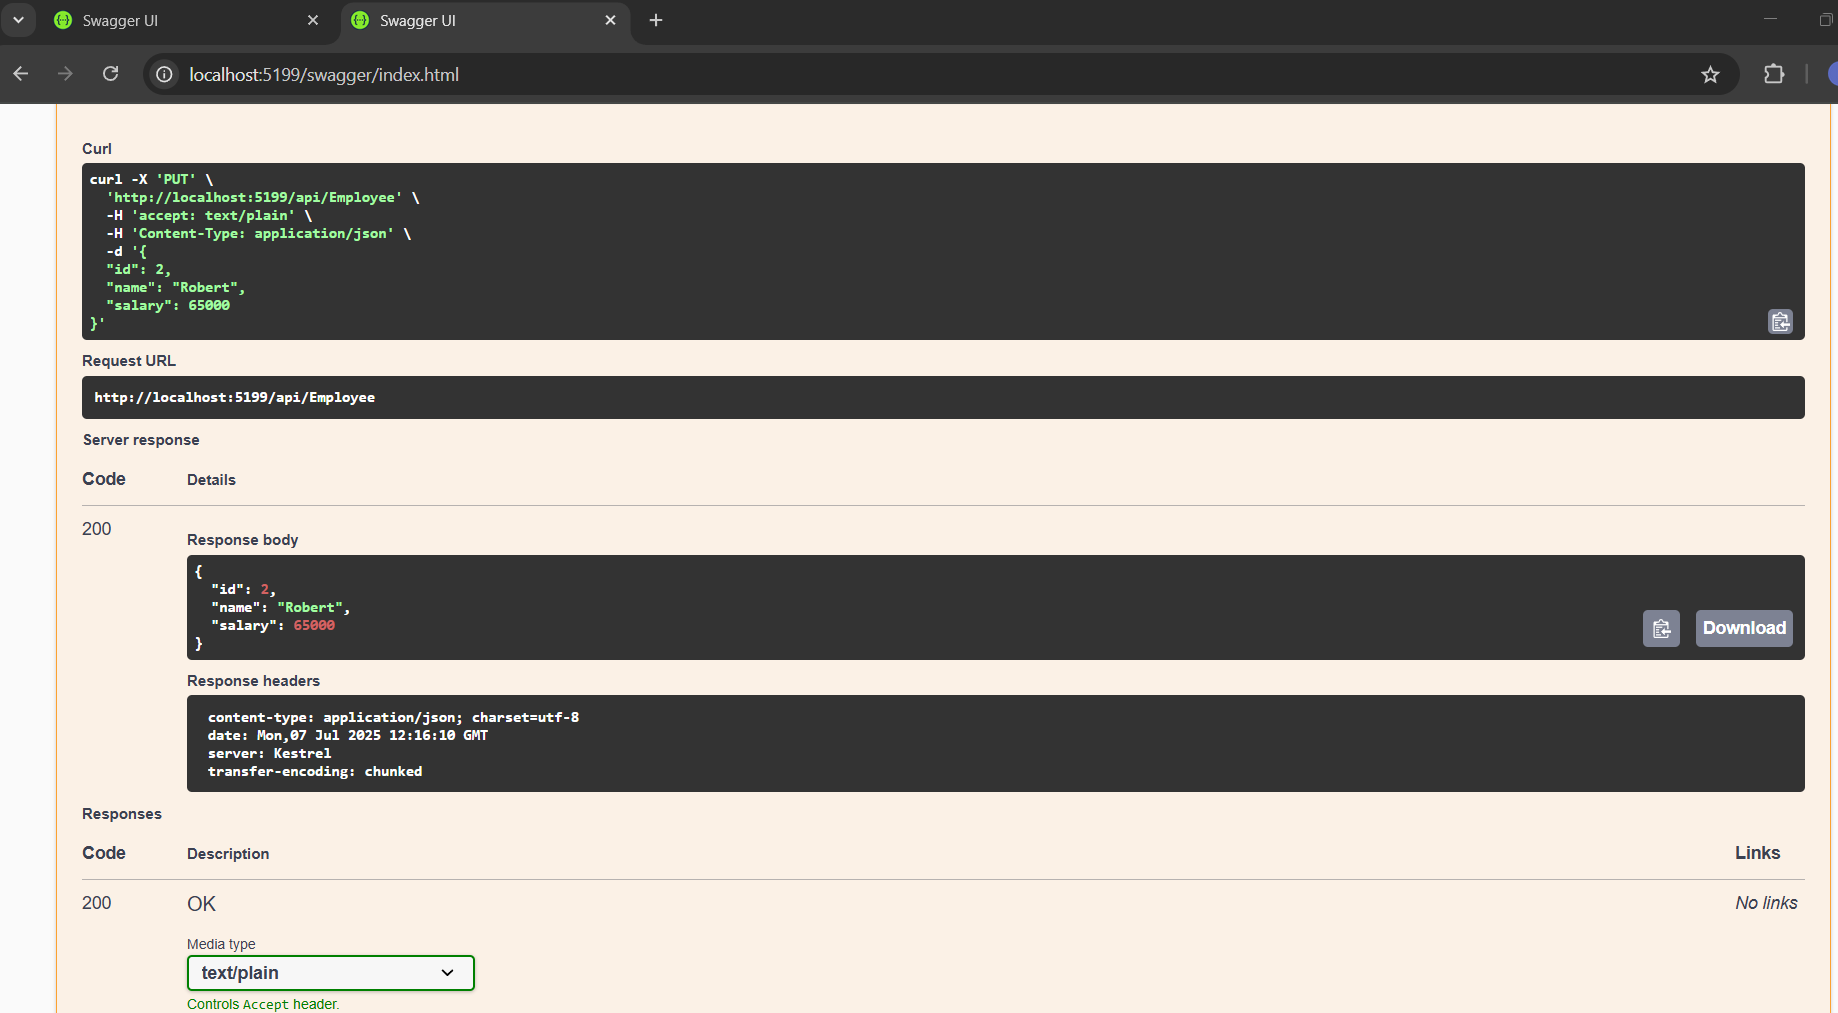 Swagger UI
Swagger UI
localhost:5199/swagger/index.html
Curl
curl -X 'PUT' \
'http://localhost:5199/api/Employee' \
-H 'accept: text/plain' \
-H 'Content-Type: application/json' \
-d '{
"id": 2,
"name": "Robert",
"salary": 65000
}'
Request URL
http://localhost:5199/api/Employee
Server response
Code Details
200
Response body
{
"id": 2,
"name": "Robert",
"salary": 65000
}
Download
Response headers
content-type: application/json; charset=utf-8
date: Mon,07 Jul 2025 12:16:10 GMT
server: Kestrel
transfer-encoding: chunked
Responses
Code Description Links
200 OK No links
Media type
text/plain
Controls Accept header.